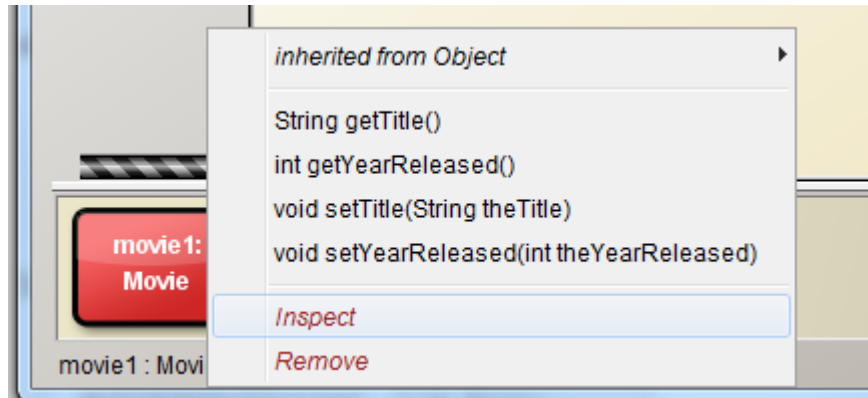 inherited from Object
String getTitle()
int getYearReleased()
void setTitle(String theTitle)
void setYearReleased(int theYearReleased)
Inspect
Remove
movie1:
Movie
movie1 : Movi